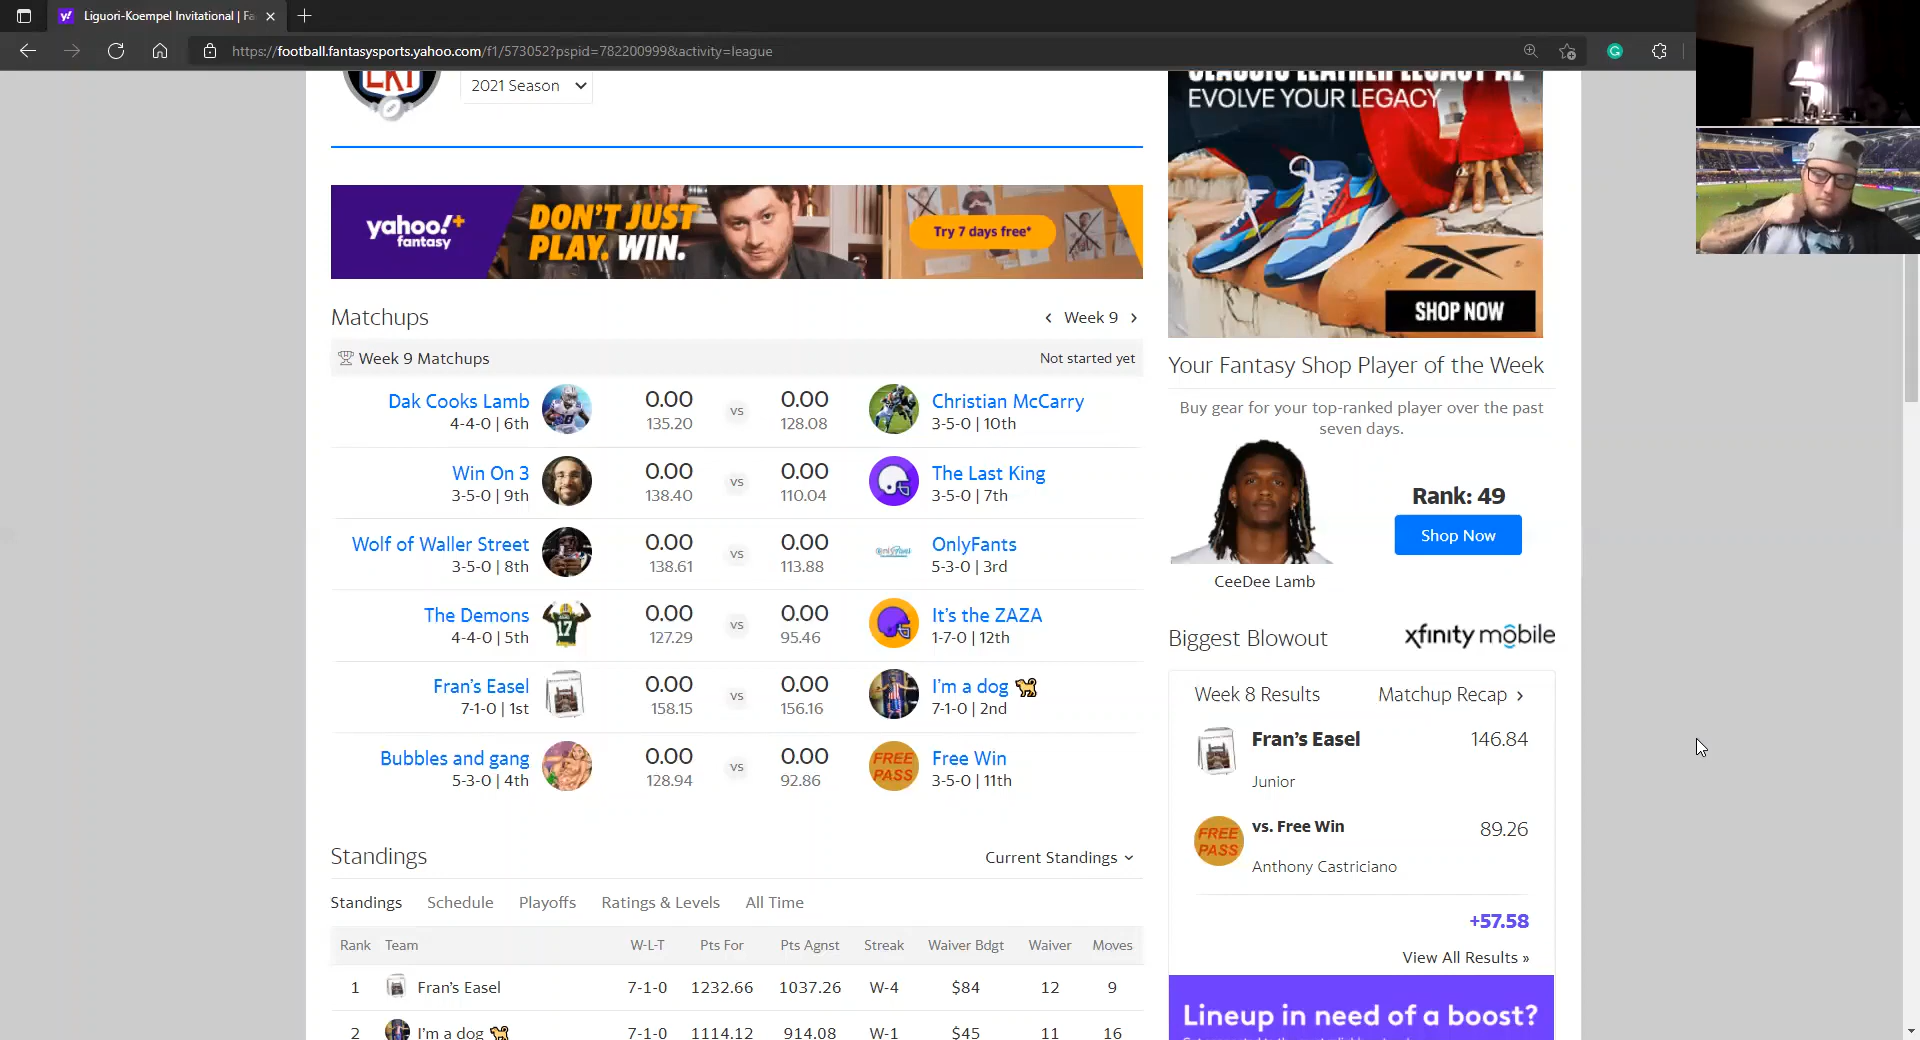 Liguori-Koempel Invitational | Fa
https://football.fantasysports.yahoo.com/f1/573052?pspid=782200999&activity=league
LKI
2021 Season
CLASSIC LEATHER LEGACY AZ
EVOLVE YOUR LEGACY
SHOP NOW
yahoo!+
fantasy
DON'T JUST
PLAY. WIN.
Try 7 days free*
Matchups
Week 9
Week 9 Matchups
Not started yet
Dak Cooks Lamb 0.00 vs 0.00 Christian McCarry
4-4-0 | 6th 135.20 128.08 3-5-0 | 10th
Win On 3 0.00 vs 0.00 The Last King
3-5-0 | 9th 138.40 110.04 3-5-0 | 7th
Wolf of Waller Street 0.00 vs 0.00 OnlyFants
3-5-0 | 8th 138.61 113.88 5-3-0 | 3rd
The Demons 17 0.00 vs 0.00 It's the ZAZA
4-4-0 | 5th 127.29 95.46 1-7-0 | 12th
Fran's Easel 0.00 vs 0.00 I'm a dog 🐕
7-1-0 | 1st 158.15 156.16 7-1-0 | 2nd
Bubbles and gang 0.00 vs 0.00 FREE PASS Free Win
5-3-0 | 4th 128.94 92.86 3-5-0 | 11th
Standings
Current Standings
Standings Schedule Playoffs Ratings & Levels All Time
Rank Team W-L-T Pts For Pts Agnst Streak Waiver Bdgt Waiver Moves
1 Fran's Easel 7-1-0 1232.66 1037.26 W-4 $84 12 9
2 I'm a dog 🐕 7-1-0 1114.12 914.08 W-1 $45 11 16
Your Fantasy Shop Player of the Week
Buy gear for your top-ranked player over the past
seven days.
Rank: 49
Shop Now
CeeDee Lamb
Biggest Blowout
xfinity mobile
Week 8 Results
Matchup Recap
Fran's Easel 146.84
Junior
FREE
PASS
vs. Free Win 89.26
Anthony Castriciano
+57.58
View All Results »
Lineup in need of a boost?